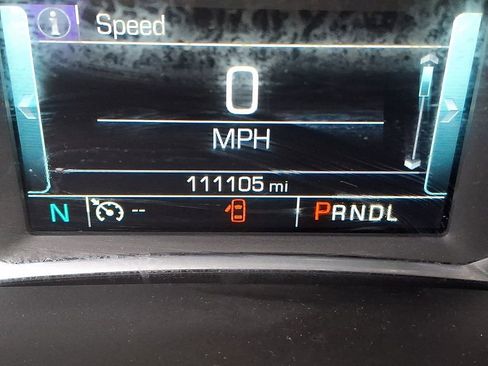 i Speed
0
MPH
111105 mi
N -- PRNDL